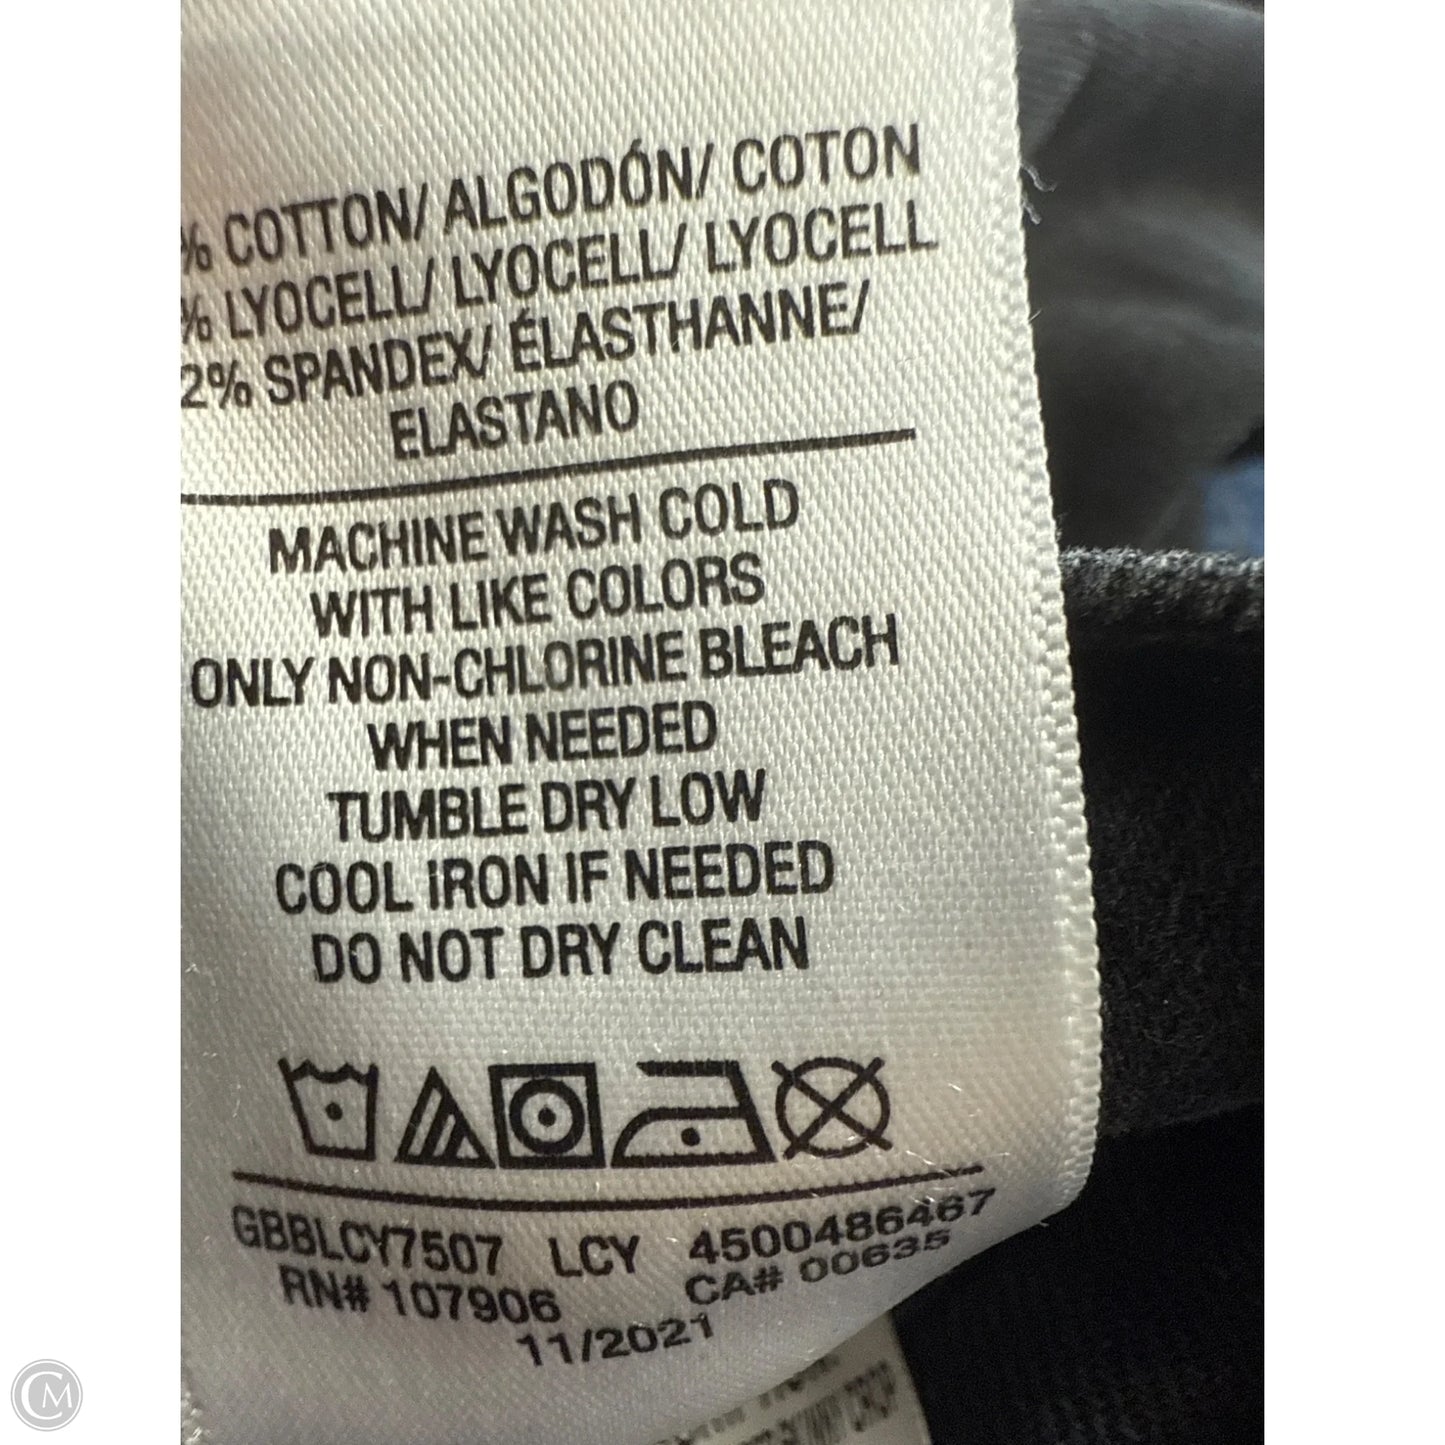 % COTTON/ ALGODÓN/ COTON
% LYOCELL/ LYOCELL/ LYOCELL
2% SPANDEX/ ÉLASTHANNE/
ELASTANO
MACHINE WASH COLD
WITH LIKE COLORS
ONLY NON-CHLORINE BLEACH
WHEN NEEDED
TUMBLE DRY LOW
COOL iRON IF NEEDED
DO NOT DRY CLEAN
GBBLCY7507 LCY 4500486467
RN# 107906 CA# 00635
11/2021
CM